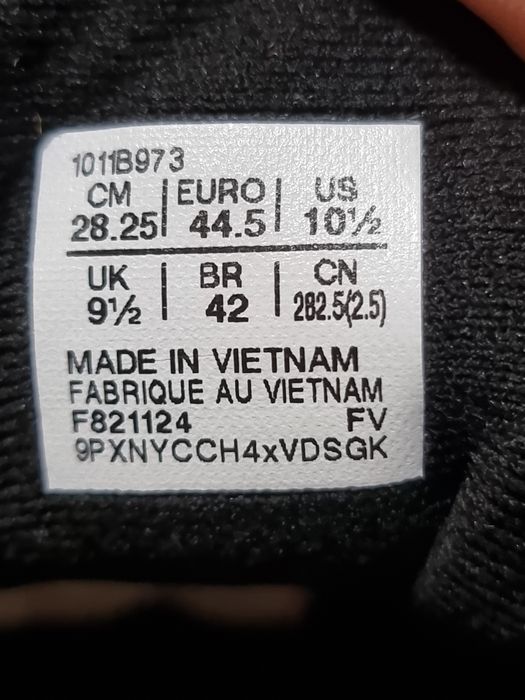 1011B973
CM | EURO | US
28.25 | 44.5 | 10½
UK | BR | CN
9½ | 42 | 282.5(2.5)
MADE IN VIETNAM
FABRIQUE AU VIETNAM
F821124 FV
9PXNYCCH4xVDSGK